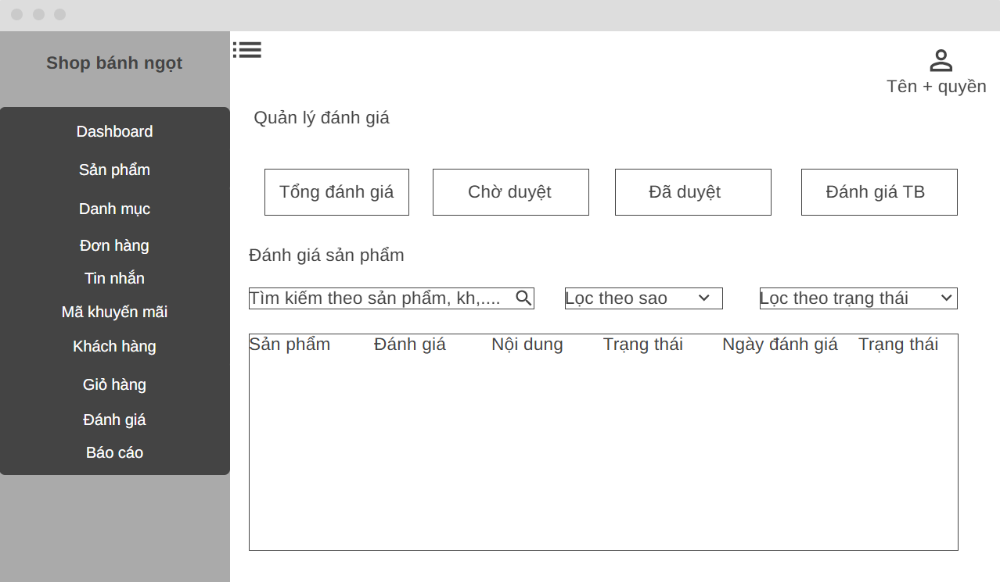 Shop bánh ngọt
Dashboard
Sản phẩm
Danh mục
Đơn hàng
Tin nhắn
Mã khuyến mãi
Khách hàng
Giỏ hàng
Đánh giá
Báo cáo
Tên + quyền
Quản lý đánh giá
Tổng đánh giá
Chờ duyệt
Đã duyệt
Đánh giá TB
Đánh giá sản phẩm
Tìm kiếm theo sản phẩm, kh,....
Lọc theo sao
Lọc theo trạng thái
Sản phẩm Đánh giá Nội dung Trạng thái Ngày đánh giá Trạng thái